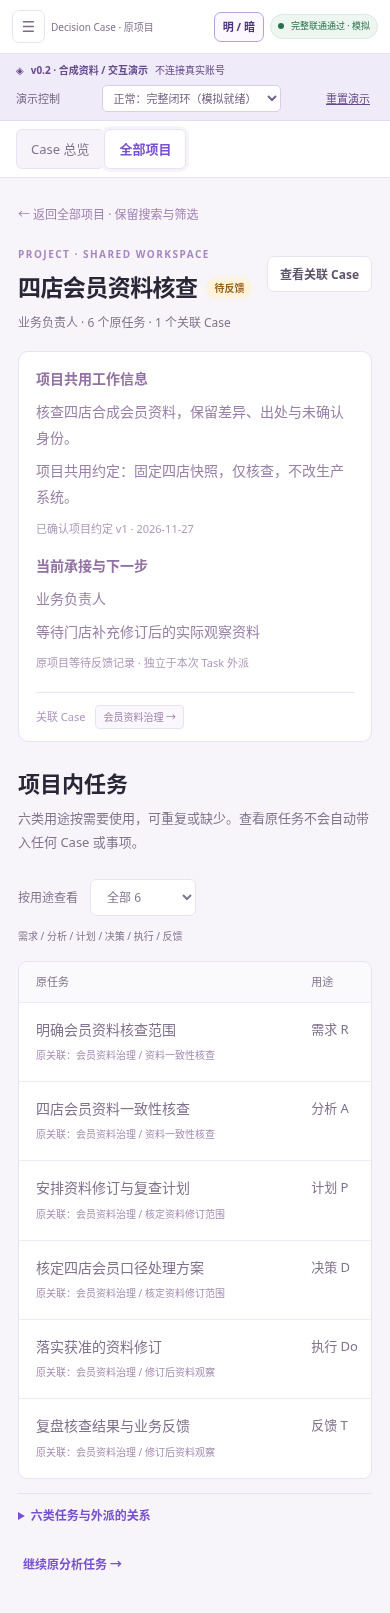 ☰ Decision Case · 原项目 明 / 暗 完整联通通过 · 模拟
◈ v0.2 · 合成资料 / 交互演示 不连接真实账号
演示控制 正常：完整闭环（模拟就绪） 重置演示
Case 总览 全部项目
← 返回全部项目 · 保留搜索与筛选
PROJECT · SHARED WORKSPACE
四店会员资料核查 待反馈 查看关联 Case
业务负责人 · 6 个原任务 · 1 个关联 Case
项目共用工作信息
核查四店合成会员资料，保留差异、出处与未确认
身份。
项目共用约定：固定四店快照，仅核查，不改生产
系统。
已确认项目约定 v1 · 2026-11-27
当前承接与下一步
业务负责人
等待门店补充修订后的实际观察资料
原项目等待反馈记录 · 独立于本次 Task 外派
关联 Case 会员资料治理 →
项目内任务
六类用途按需要使用，可重复或缺少。查看原任务不会自动带
入任何 Case 或事项。
按用途查看 全部 6
需求 / 分析 / 计划 / 决策 / 执行 / 反馈
原任务 用途
明确会员资料核查范围 需求 R
原关联：会员资料治理 / 资料一致性核查
四店会员资料一致性核查 分析 A
原关联：会员资料治理 / 资料一致性核查
安排资料修订与复查计划 计划 P
原关联：会员资料治理 / 核定资料修订范围
核定四店会员口径处理方案 决策 D
原关联：会员资料治理 / 核定资料修订范围
落实获准的资料修订 执行 Do
原关联：会员资料治理 / 修订后资料观察
复盘核查结果与业务反馈 反馈 T
原关联：会员资料治理 / 修订后资料观察
▶ 六类任务与外派的关系
继续原分析任务 →